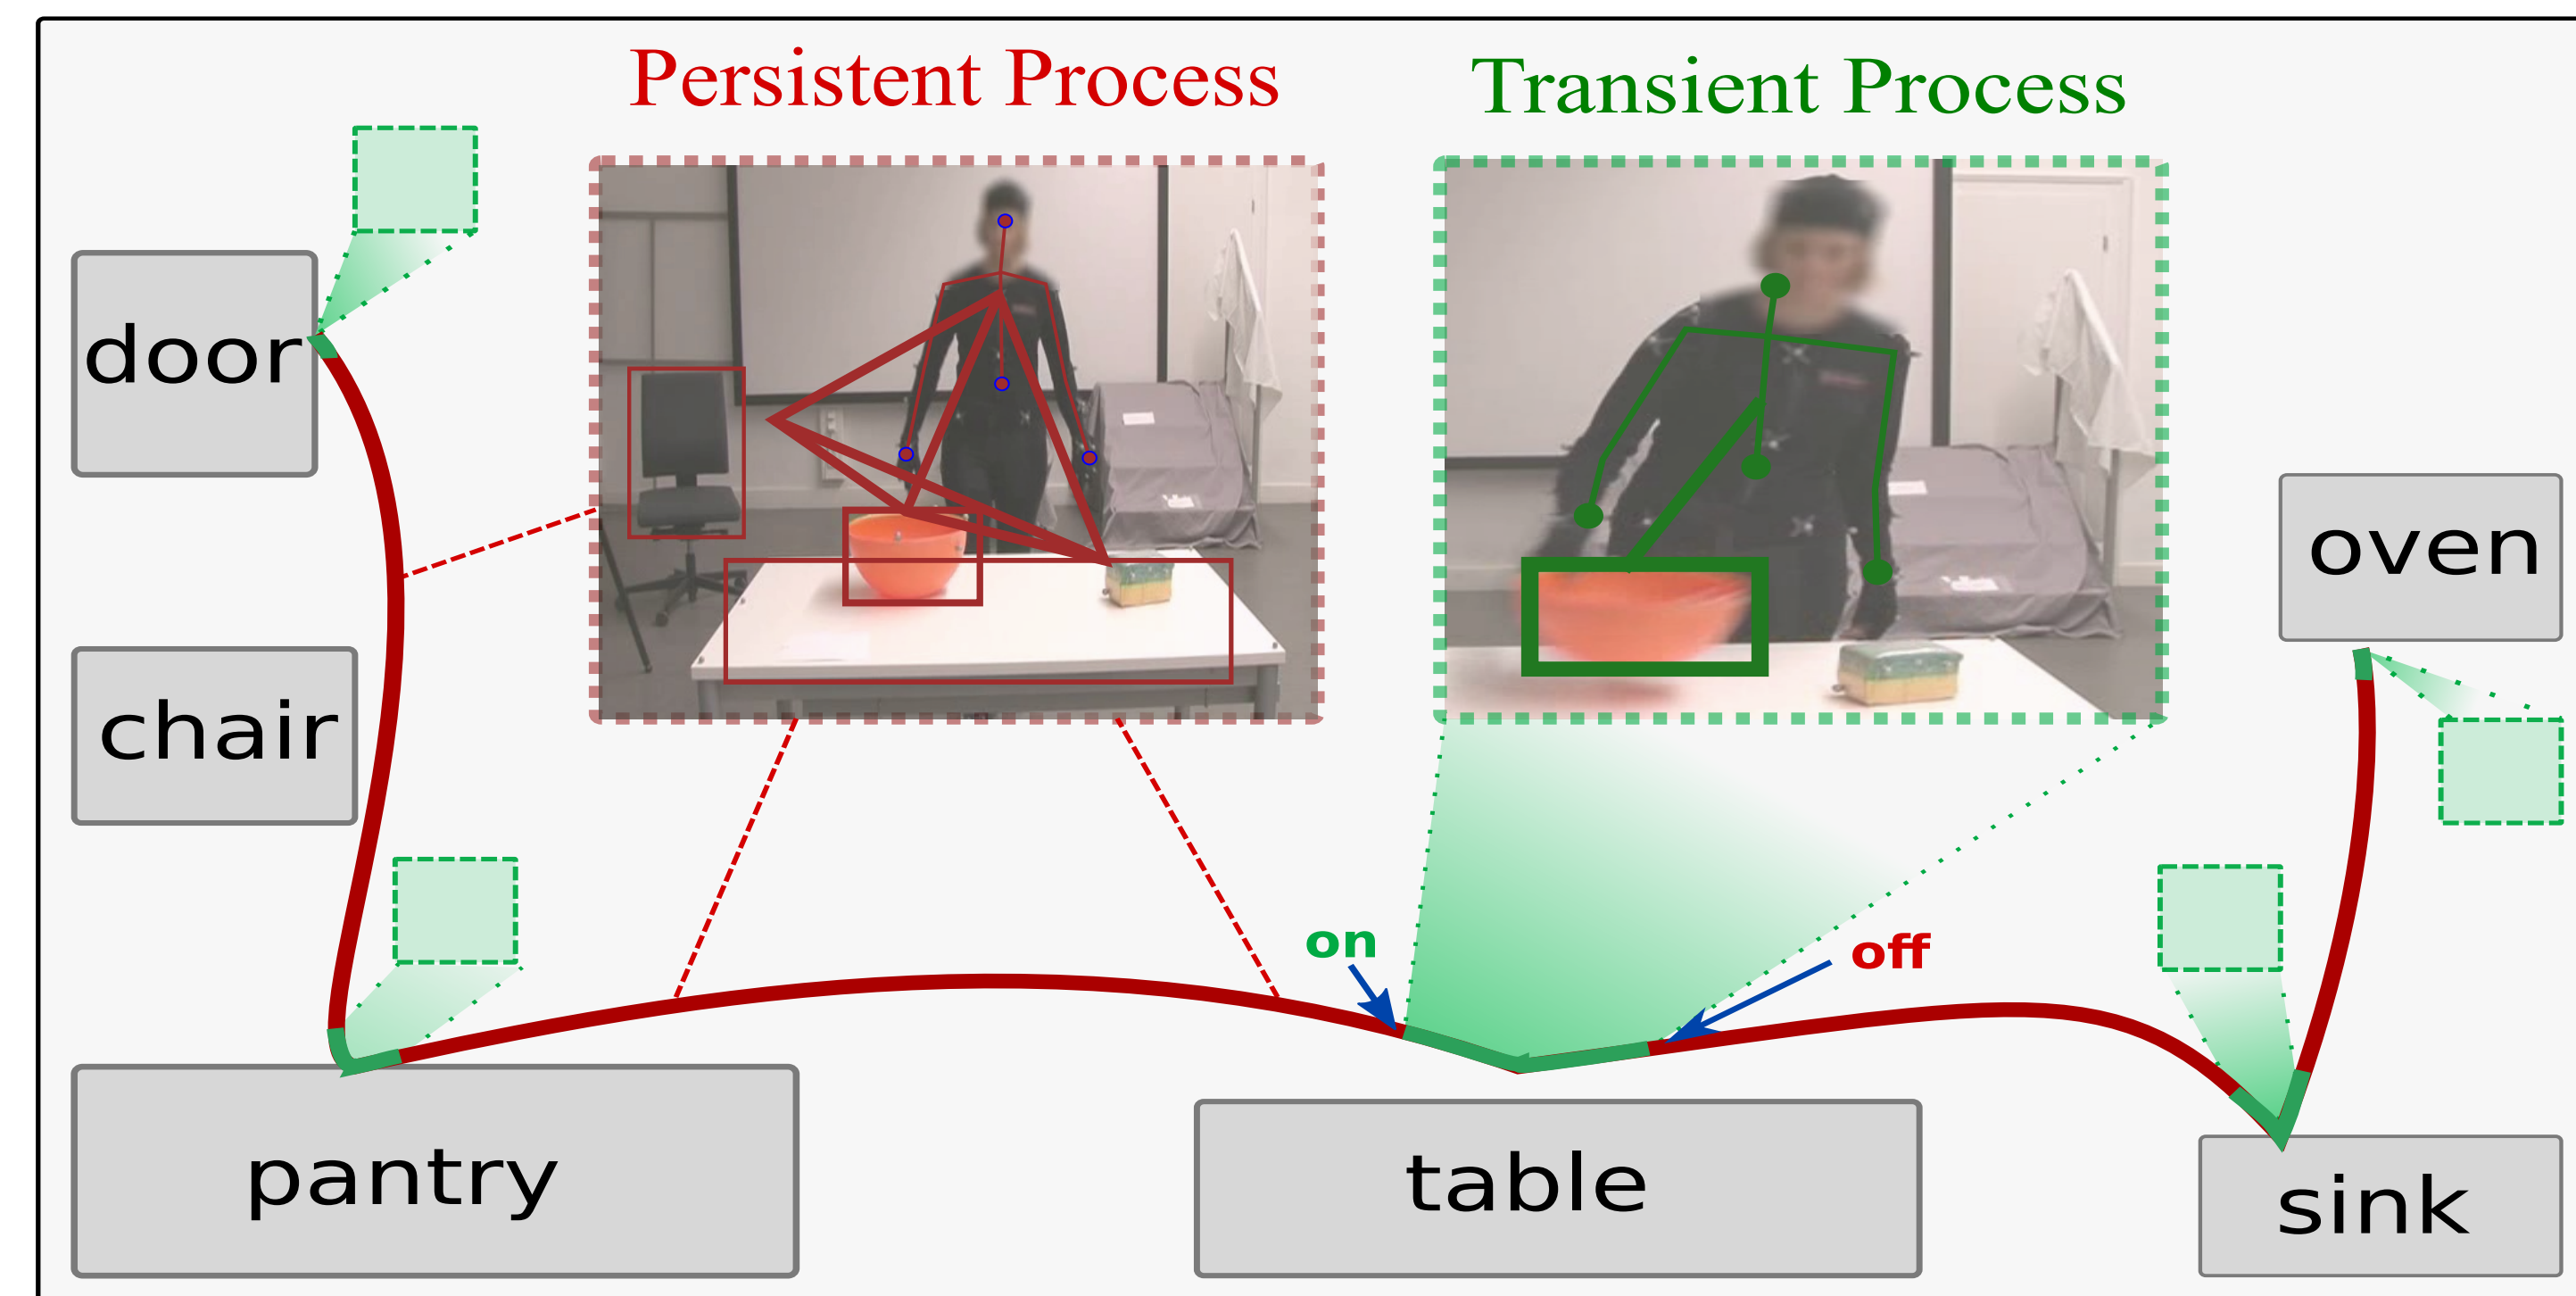 Persistent Process
Transient Process
door
chair
oven
on
off
pantry
table
sink